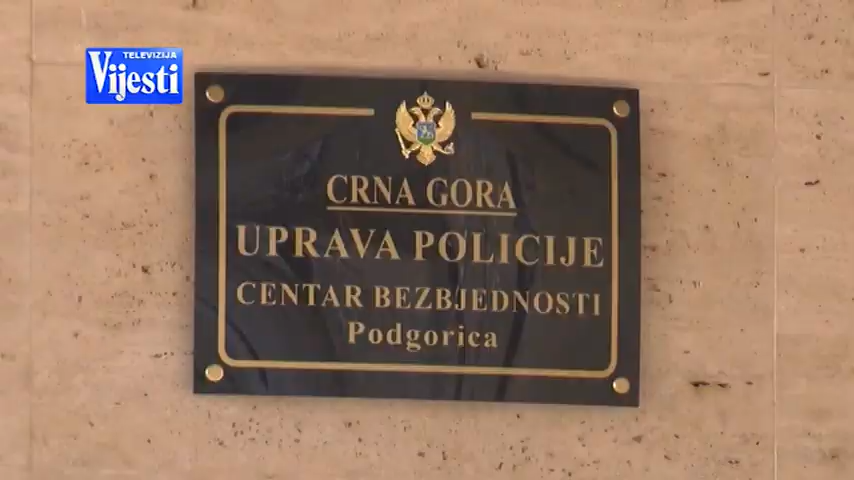 TELEVIZIJA
Vijesti
CRNA GORA
UPRAVA POLICIJE
CENTAR BEZBJEDNOSTI
Podgorica